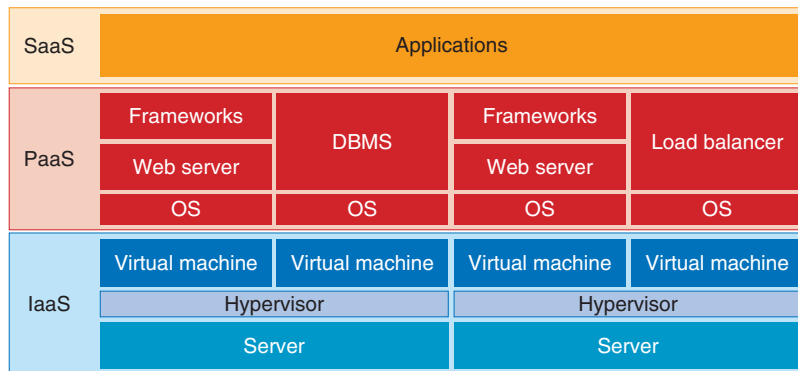 SaaS
Applications
PaaS
Frameworks
DBMS
Frameworks
Load balancer
Web server
Web server
OS
OS
OS
OS
IaaS
Virtual machine
Virtual machine
Virtual machine
Virtual machine
Hypervisor
Hypervisor
Server
Server